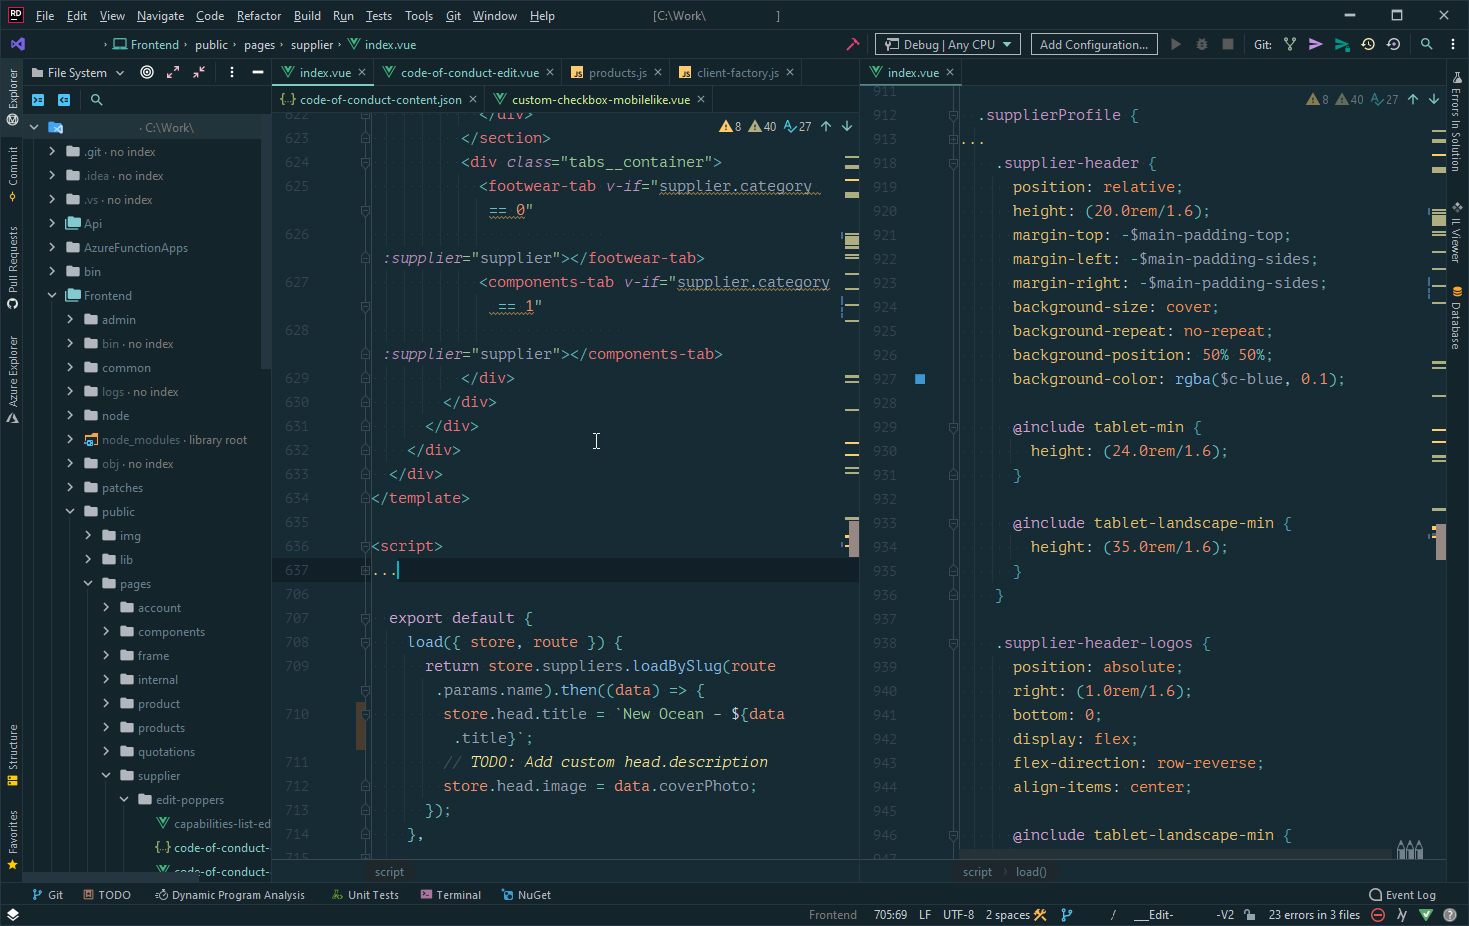 RD File Edit View Navigate Code Refactor Build Run Tests Tools Git Window Help [C:\Work\ ]
Frontend › public › pages › supplier › index.vue
Debug | Any CPU Add Configuration... Git:
File System
index.vue code-of-conduct-edit.vue products.js client-factory.js
code-of-conduct-content.json custom-checkbox-mobilelike.vue
index.vue
Explorer
Commit
Pull Requests
Azure Explorer
Structure
Favorites
· C:\Work\
.git · no index
.idea · no index
.vs · no index
Api
AzureFunctionApps
bin
Frontend
admin
bin · no index
common
logs · no index
node
node_modules · library root
obj · no index
patches
public
img
lib
pages
account
components
frame
internal
product
products
quotations
supplier
edit-poppers
capabilities-list-ed
code-of-conduct-
code-of-conduct-
8 40 27
622 </div>
623 </section>
624 <div class="tabs__container">
625 <footwear-tab v-if="supplier.category
== 0"
626
:supplier="supplier"></footwear-tab>
627 <components-tab v-if="supplier.category
== 1"
628
:supplier="supplier"></components-tab>
629 </div>
630 </div>
631 </div>
632 </div>
633 </div>
634 </template>
635
636 <script>
637 ...
706
707 export default {
708 load({ store, route }) {
709 return store.suppliers.loadBySlug(route
.params.name).then((data) => {
710 store.head.title = `New Ocean – ${data
.title}`;
711 // TODO: Add custom head.description
712 store.head.image = data.coverPhoto;
713 });
714 },
715
script
8 40 27
911
912 .supplierProfile {
913 ...
918 .supplier-header {
919 position: relative;
920 height: (20.0rem/1.6);
921 margin-top: -$main-padding-top;
922 margin-left: -$main-padding-sides;
923 margin-right: -$main-padding-sides;
924 background-size: cover;
925 background-repeat: no-repeat;
926 background-position: 50% 50%;
927 background-color: rgba($c-blue, 0.1);
928
929 @include tablet-min {
930 height: (24.0rem/1.6);
931 }
932
933 @include tablet-landscape-min {
934 height: (35.0rem/1.6);
935 }
936 }
937
938 .supplier-header-logos {
939 position: absolute;
940 right: (1.0rem/1.6);
941 bottom: 0;
942 display: flex;
943 flex-direction: row-reverse;
944 align-items: center;
945
946 @include tablet-landscape-min {
947
script › load()
Errors In Solution
IL Viewer
Database
Git TODO Dynamic Program Analysis Unit Tests Terminal NuGet Event Log
Frontend 705:69 LF UTF-8 2 spaces / __Edit- -V2 23 errors in 3 files